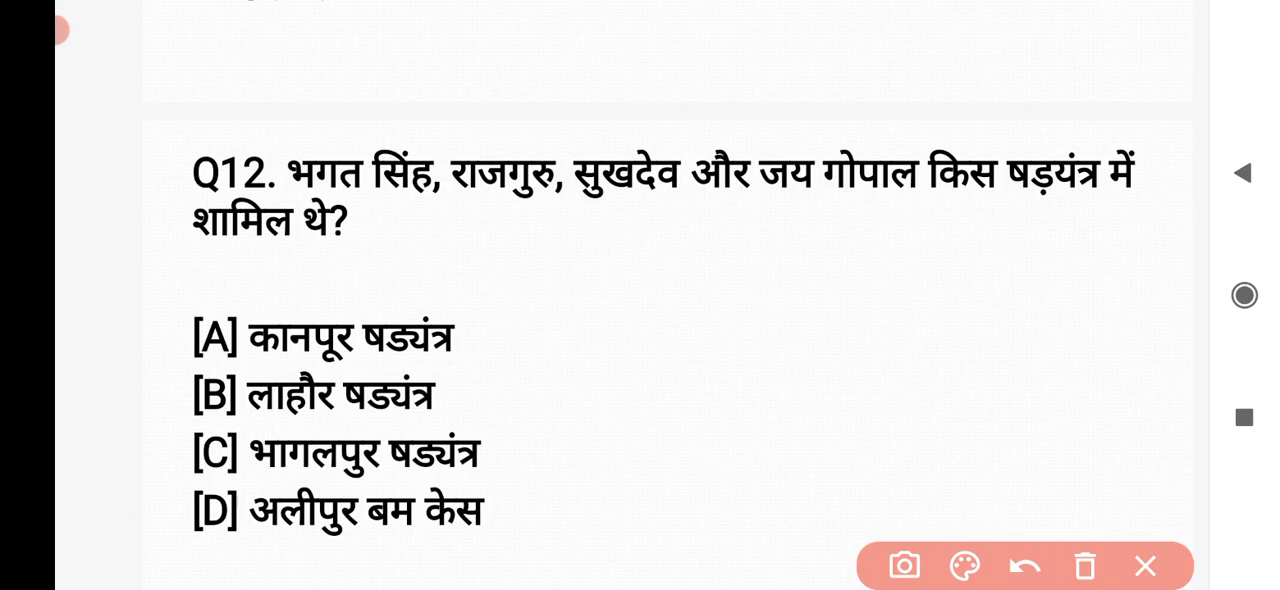 Q12. भगत सिंह, राजगुरु, सुखदेव और जय गोपाल किस षड़यंत्र में
शामिल थे?
[A] कानपूर षड्यंत्र
[B] लाहौर षड्यंत्र
[C] भागलपुर षड्यंत्र
[D] अलीपुर बम केस